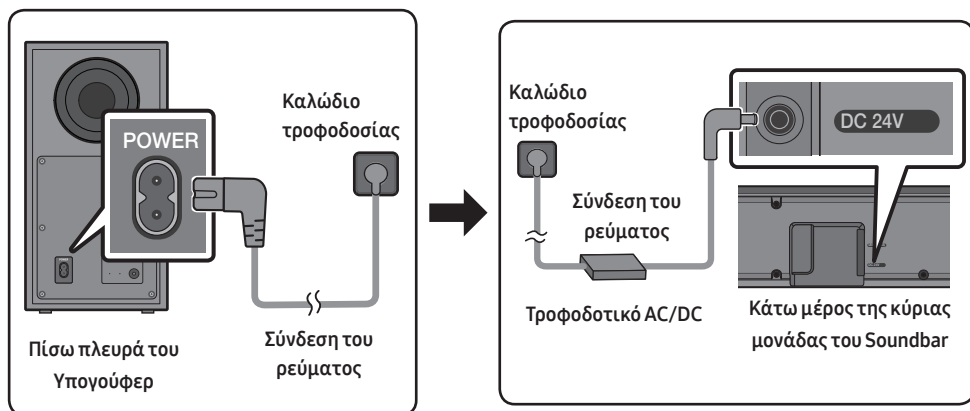 Καλώδιο
τροφοδοσίας
POWER
Πίσω πλευρά του
Υπογούφερ
Σύνδεση του
ρεύματος
Καλώδιο
τροφοδοσίας
DC 24V
Σύνδεση του
ρεύματος
Τροφοδοτικό AC/DC
Κάτω μέρος της κύριας
μονάδας του Soundbar